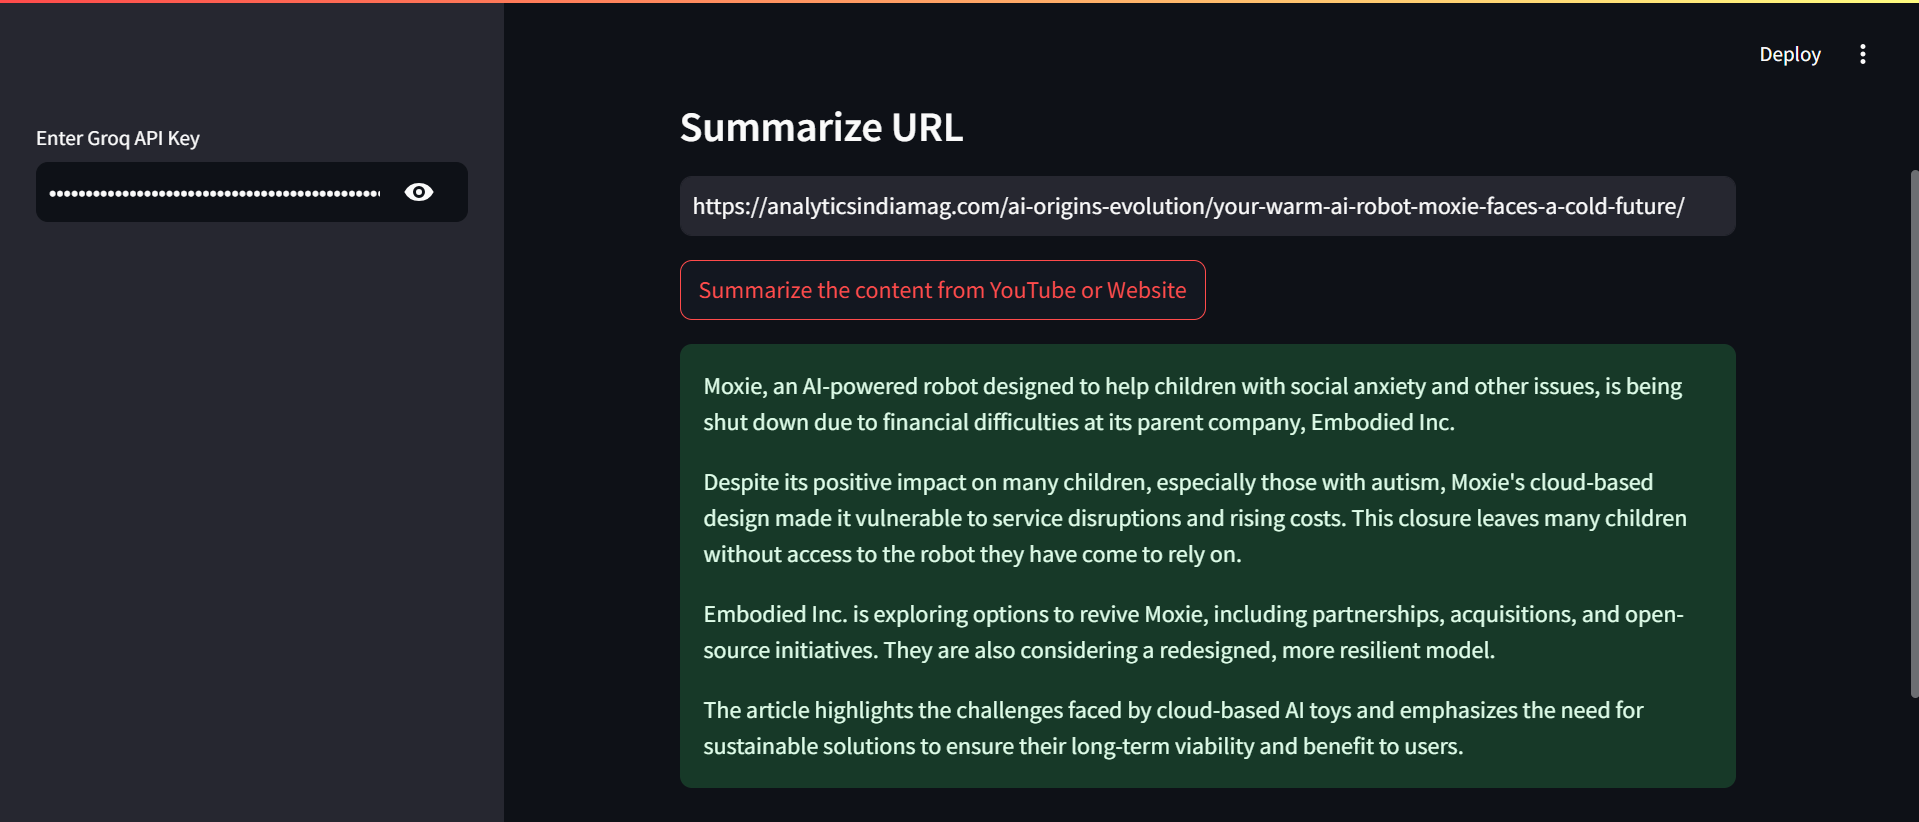 Deploy
Enter Groq API Key
Summarize URL
https://analyticsindiamag.com/ai-origins-evolution/your-warm-ai-robot-moxie-faces-a-cold-future/
Summarize the content from YouTube or Website
Moxie, an AI-powered robot designed to help children with social anxiety and other issues, is being
shut down due to financial difficulties at its parent company, Embodied Inc.
Despite its positive impact on many children, especially those with autism, Moxie's cloud-based
design made it vulnerable to service disruptions and rising costs. This closure leaves many children
without access to the robot they have come to rely on.
Embodied Inc. is exploring options to revive Moxie, including partnerships, acquisitions, and open-
source initiatives. They are also considering a redesigned, more resilient model.
The article highlights the challenges faced by cloud-based AI toys and emphasizes the need for
sustainable solutions to ensure their long-term viability and benefit to users.